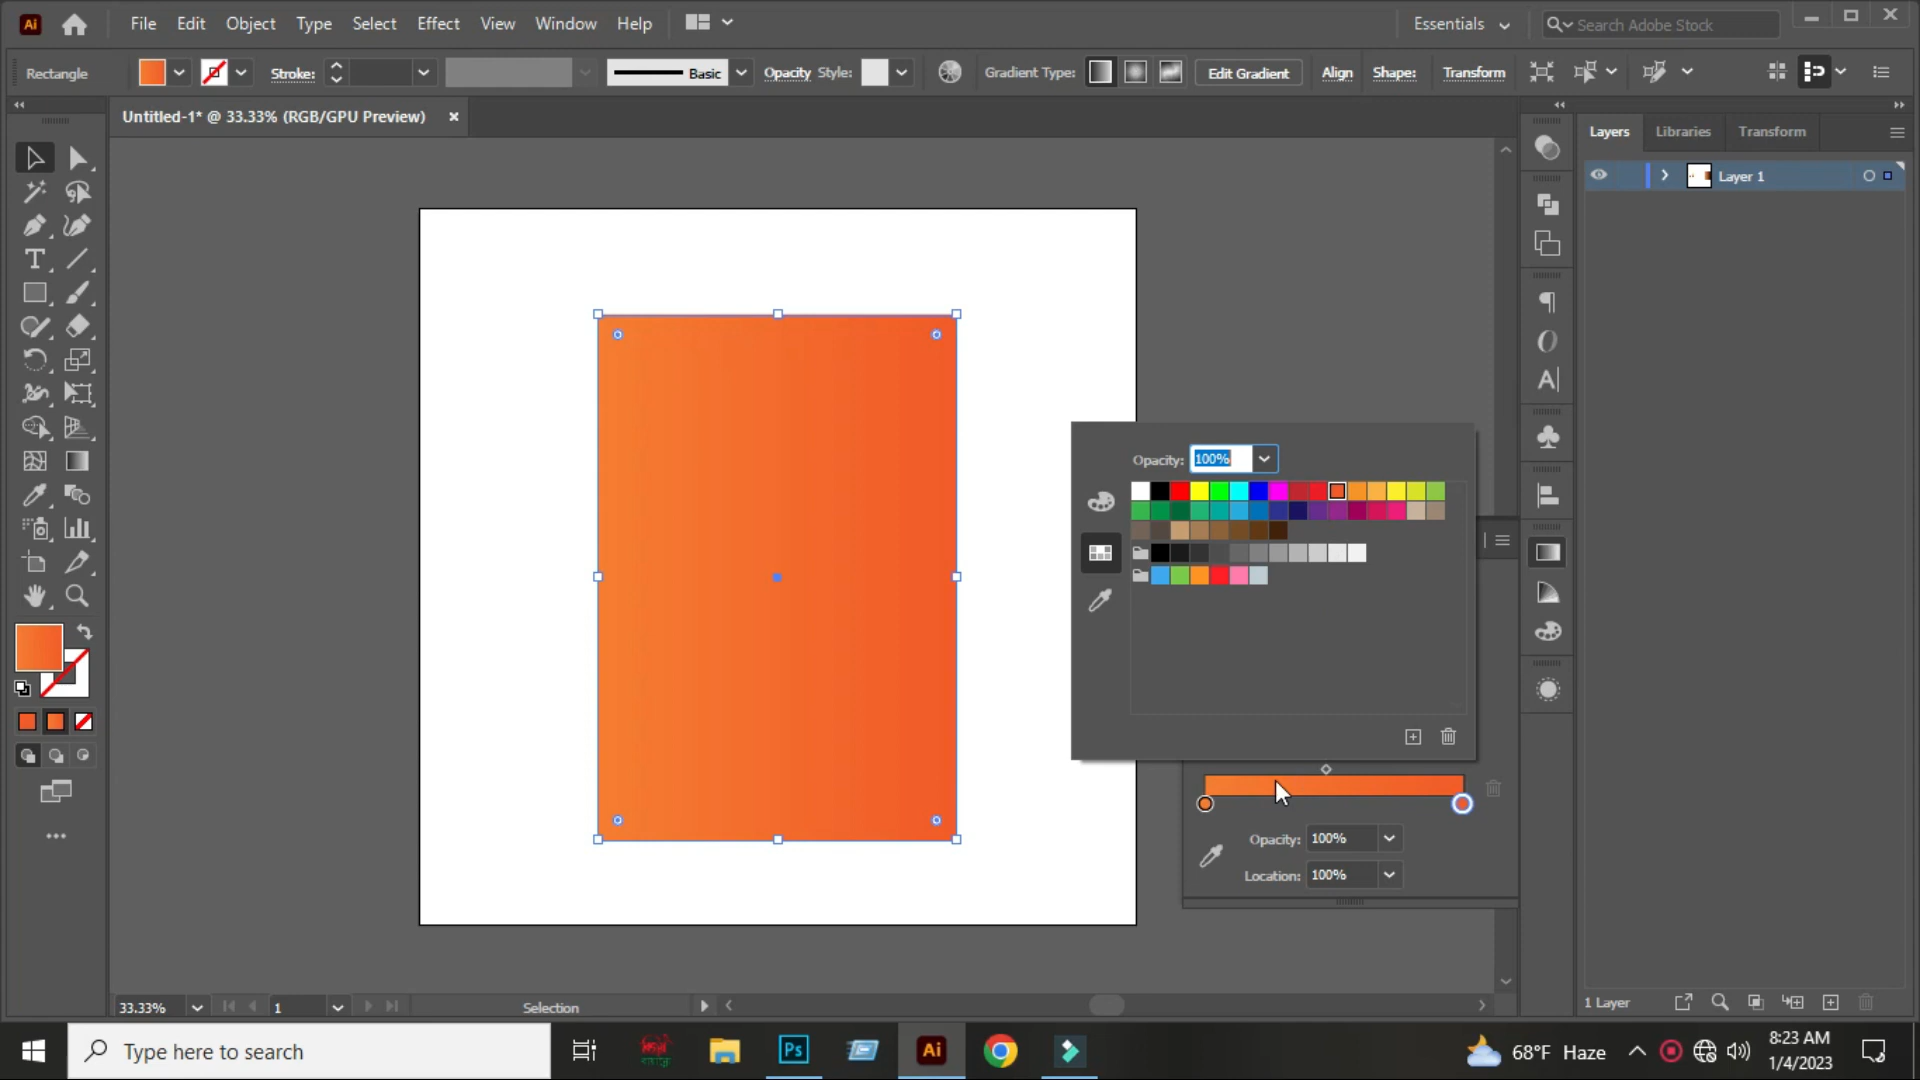 Ai File Edit Object Type Select Effect View Window Help Essentials Search Adobe Stock
Rectangle Stroke: Basic Opacity Style: Gradient Type: Edit Gradient Align Shape: Transform
Untitled-1* @ 33.33% (RGB/GPU Preview)
Layers Libraries Transform
Layer 1
Opacity: 100%
Opacity: 100%
Location: 100%
33.33% 1 Selection
1 Layer
Type here to search
Ps
Ai
68°F Haze
8:23 AM
1/4/2023